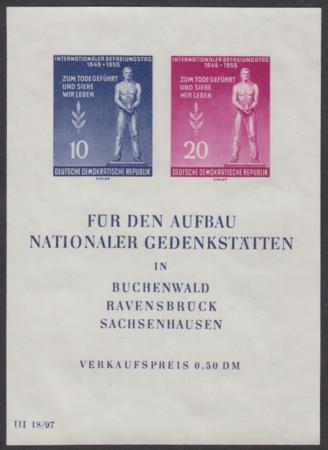 INTERNATIONALER BEFREIUNGSTAG
1945-1955
ZUM TODE GEFÜHRT
UND SIEHE
WIR LEBEN
10
DEUTSCHE DEMOKRATISCHE REPUBLIK
INTERNATIONALER BEFREIUNGSTAG
1945-1955
ZUM TODE GEFÜHRT
UND SIEHE
WIR LEBEN
20
DEUTSCHE DEMOKRATISCHE REPUBLIK
FÜR DEN AUFBAU
NATIONALER GEDENKSTÄTTEN
IN
BUCHENWALD
RAVENSBRÜCK
SACHSENHAUSEN
VERKAUFSPREIS 0,50 DM
III 18/97